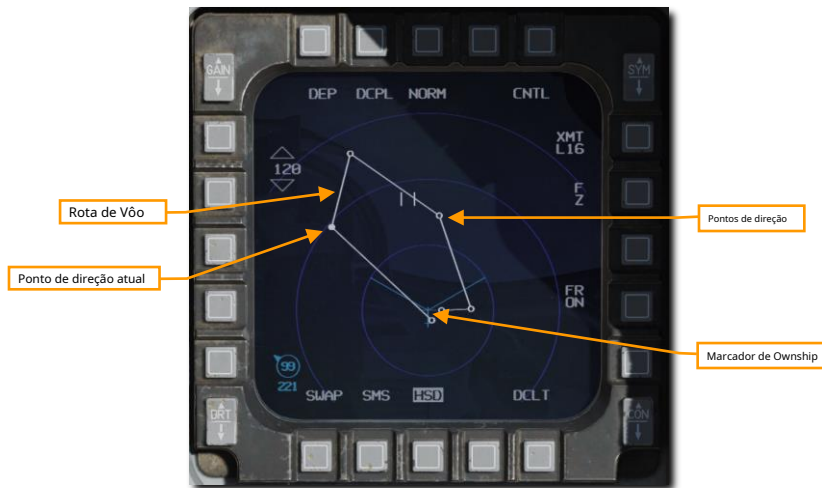 GAIN
SYM
DEP DCPL NORM CNTL
XMT
L16
120
F
Z
Rota de Vôo
Pontos de direção
Ponto de direção atual
FR
ON
Marcador de Ownship
99
221
SWAP SMS HSD DCLT
BRT
CON